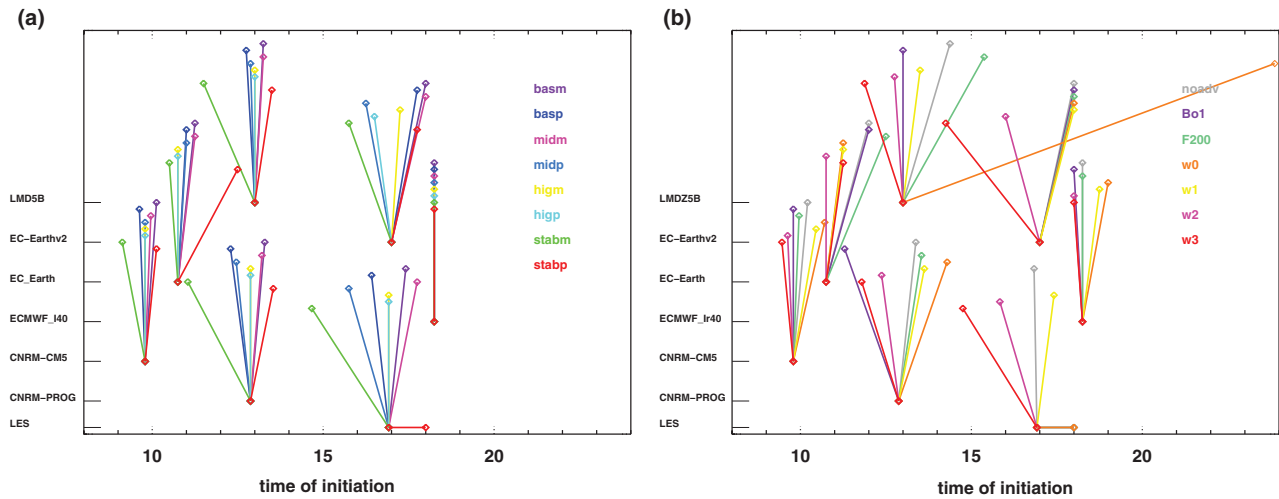 (a)
basm
basp
midm
midp
higm
higp
stabm
stabp
LMD5B
EC-Earthv2
EC_Earth
ECMWF_I40
CNRM-CM5
CNRM-PROG
LES
10
15
20
time of initiation
(b)
noadv
Bo1
F200
w0
w1
w2
w3
LMDZ5B
EC-Earthv2
EC-Earth
ECMWF_Ir40
CNRM-CM5
CNRM-PROG
LES
10
15
20
time of initiation